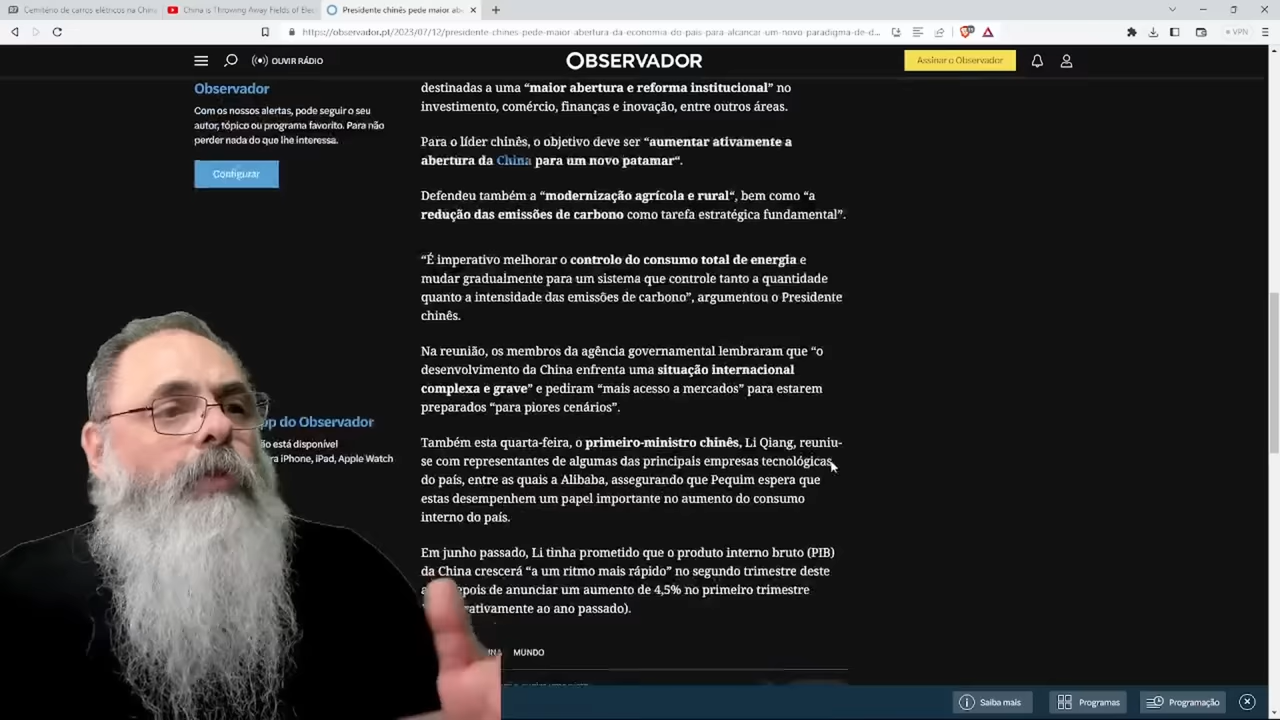 Cemitério de carros elétricos na China
China is Throwing Away Fields of Elec
Presidente chinês pede maior abe
https://observador.pt/2023/07/12/presidente-chines-pede-maior-abertura-da-economia-do-pais-para-alcancar-um-novo-patamar-de-d...
VPN
OUVIR RÁDIO
OBSERVADOR
Assinar o Observador
Observador
Com os nossos alertas, pode seguir o seu
autor, tópico ou programa favorito. Para não
perder nada do que lhe interessa.
Configurar
destinadas a uma “maior abertura e reforma institucional” no
investimento, comércio, finanças e inovação, entre outros áreas.
Para o líder chinês, o objetivo deve ser “aumentar ativamente a
abertura da China para um novo patamar“.
Defendeu também a “modernização agrícola e rural“, bem como “a
redução das emissões de carbono como tarefa estratégica fundamental”.
“É imperativo melhorar o controlo do consumo total de energia e
mudar gradualmente para um sistema que controle tanto a quantidade
quanto a intensidade das emissões de carbono”, argumentou o Presidente
chinês.
Na reunião, os membros da agência governamental lembraram que “o
desenvolvimento da China enfrenta uma situação internacional
complexa e grave” e pediram “mais acesso a mercados” para estarem
preparados “para piores cenários”.
op do Observador
ão está disponível
ra iPhone, iPad, Apple Watch
Também esta quarta-feira, o primeiro-ministro chinês, Li Qiang, reuniu-
se com representantes de algumas das principais empresas tecnológicas
do país, entre as quais a Alibaba, assegurando que Pequim espera que
estas desempenhem um papel importante no aumento do consumo
interno do país.
Em junho passado, Li tinha prometido que o produto interno bruto (PIB)
da China crescerá “a um ritmo mais rápido” no segundo trimestre deste
a depois de anunciar um aumento de 4,5% no primeiro trimestre
rativamente ao ano passado).
INA MUNDO
Saiba mais
Programas
Programação